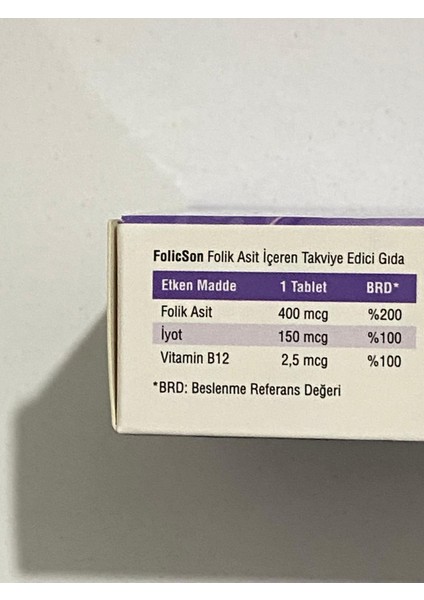 FolicSon Folik Asit İçeren Takviye Edici Gıda
Etken Madde 1 Tablet BRD*
Folik Asit 400 mcg %200
İyot 150 mcg %100
Vitamin B12 2,5 mcg %100
*BRD: Beslenme Referans Değeri